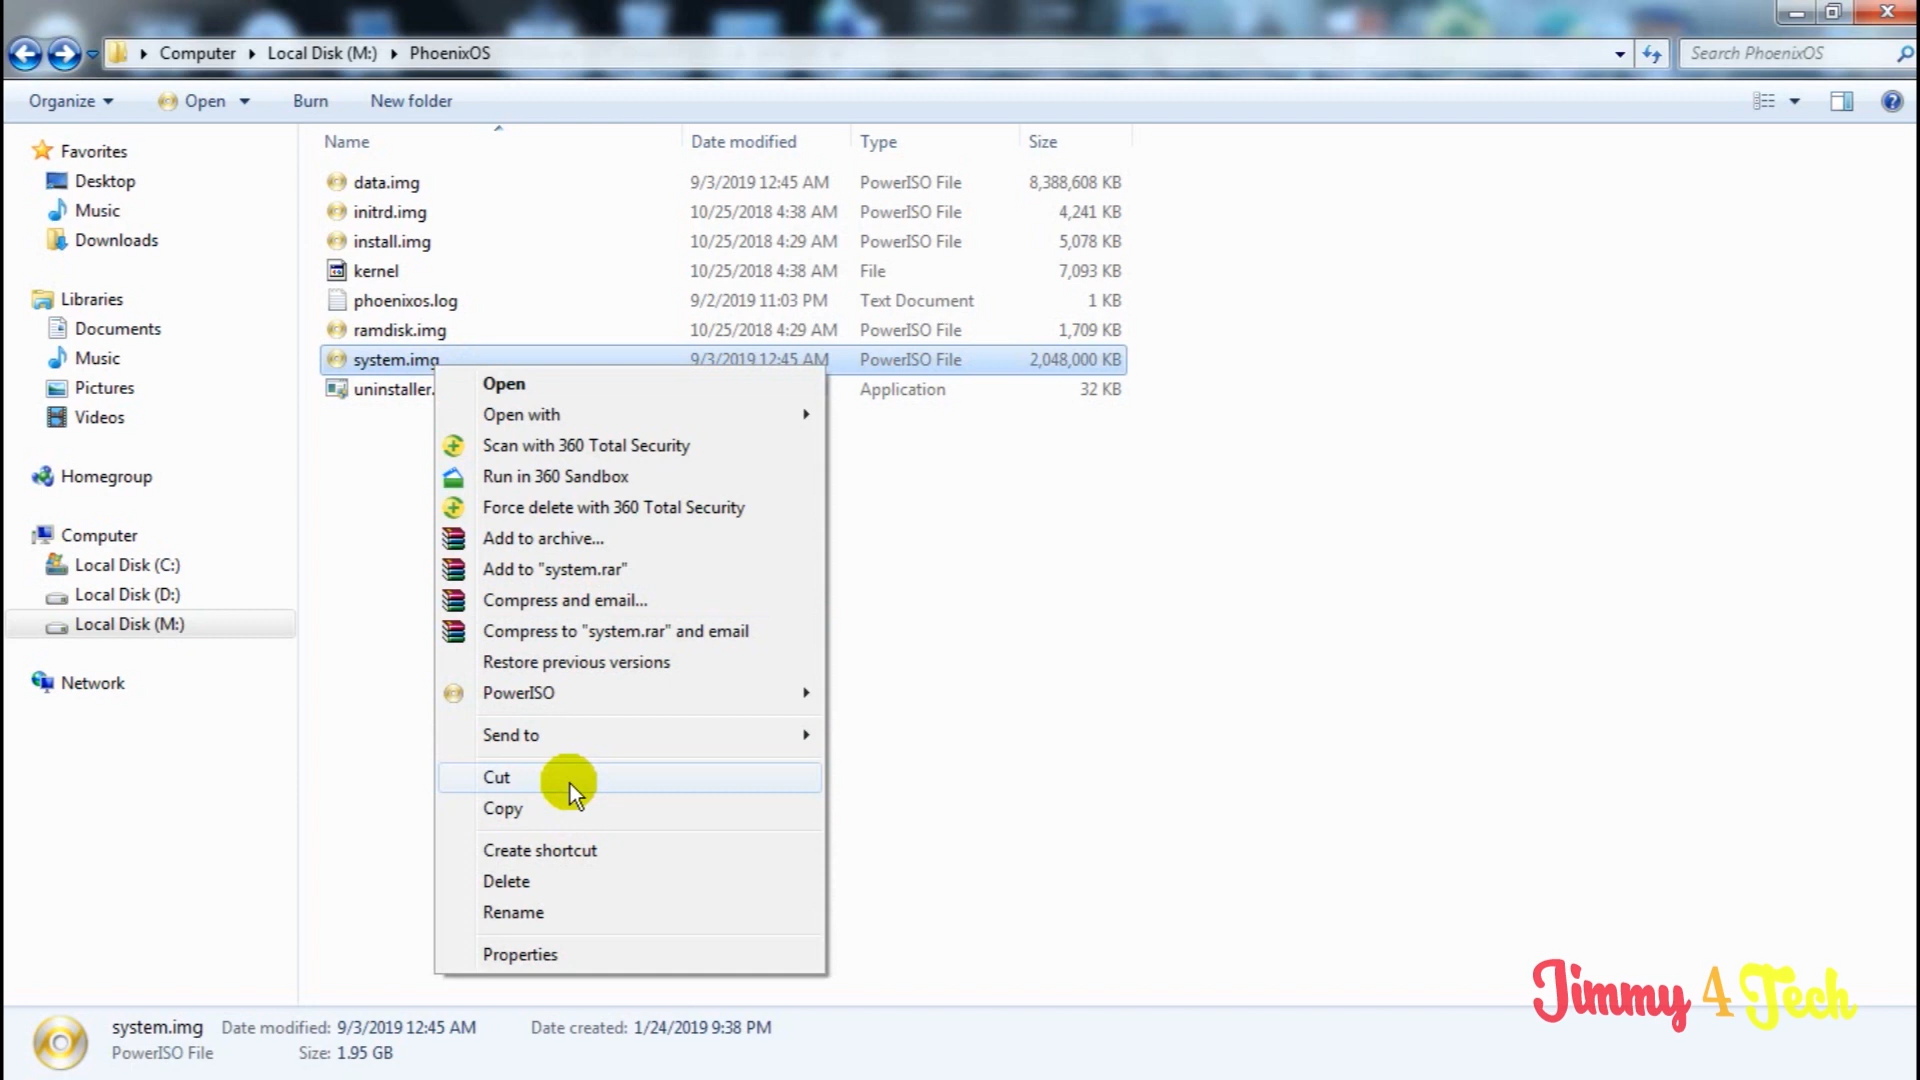 Computer Local Disk (M:) PhoenixOS
Search PhoenixOS
Organize Open Burn New folder
Name Date modified Type Size
Favorites
Desktop
Music
Downloads
Libraries
Documents
Music
Pictures
Videos
Homegroup
Computer
Local Disk (C:)
Local Disk (D:)
Local Disk (M:)
Network
data.img 9/3/2019 12:45 AM PowerISO File 8,388,608 KB
initrd.img 10/25/2018 4:38 AM PowerISO File 4,241 KB
install.img 10/25/2018 4:29 AM PowerISO File 5,078 KB
kernel 10/25/2018 4:38 AM File 7,093 KB
phoenixos.log 9/2/2019 11:03 PM Text Document 1 KB
ramdisk.img 10/25/2018 4:29 AM PowerISO File 1,709 KB
system.img 9/3/2019 12:45 AM PowerISO File 2,048,000 KB
uninstaller. Application 32 KB
Open
Open with
Scan with 360 Total Security
Run in 360 Sandbox
Force delete with 360 Total Security
Add to archive...
Add to "system.rar"
Compress and email...
Compress to "system.rar" and email
Restore previous versions
PowerISO
Send to
Cut
Copy
Create shortcut
Delete
Rename
Properties
Jimmy 4 Tech
system.img Date modified: 9/3/2019 12:45 AM Date created: 1/24/2019 9:38 PM
PowerISO File Size: 1.95 GB